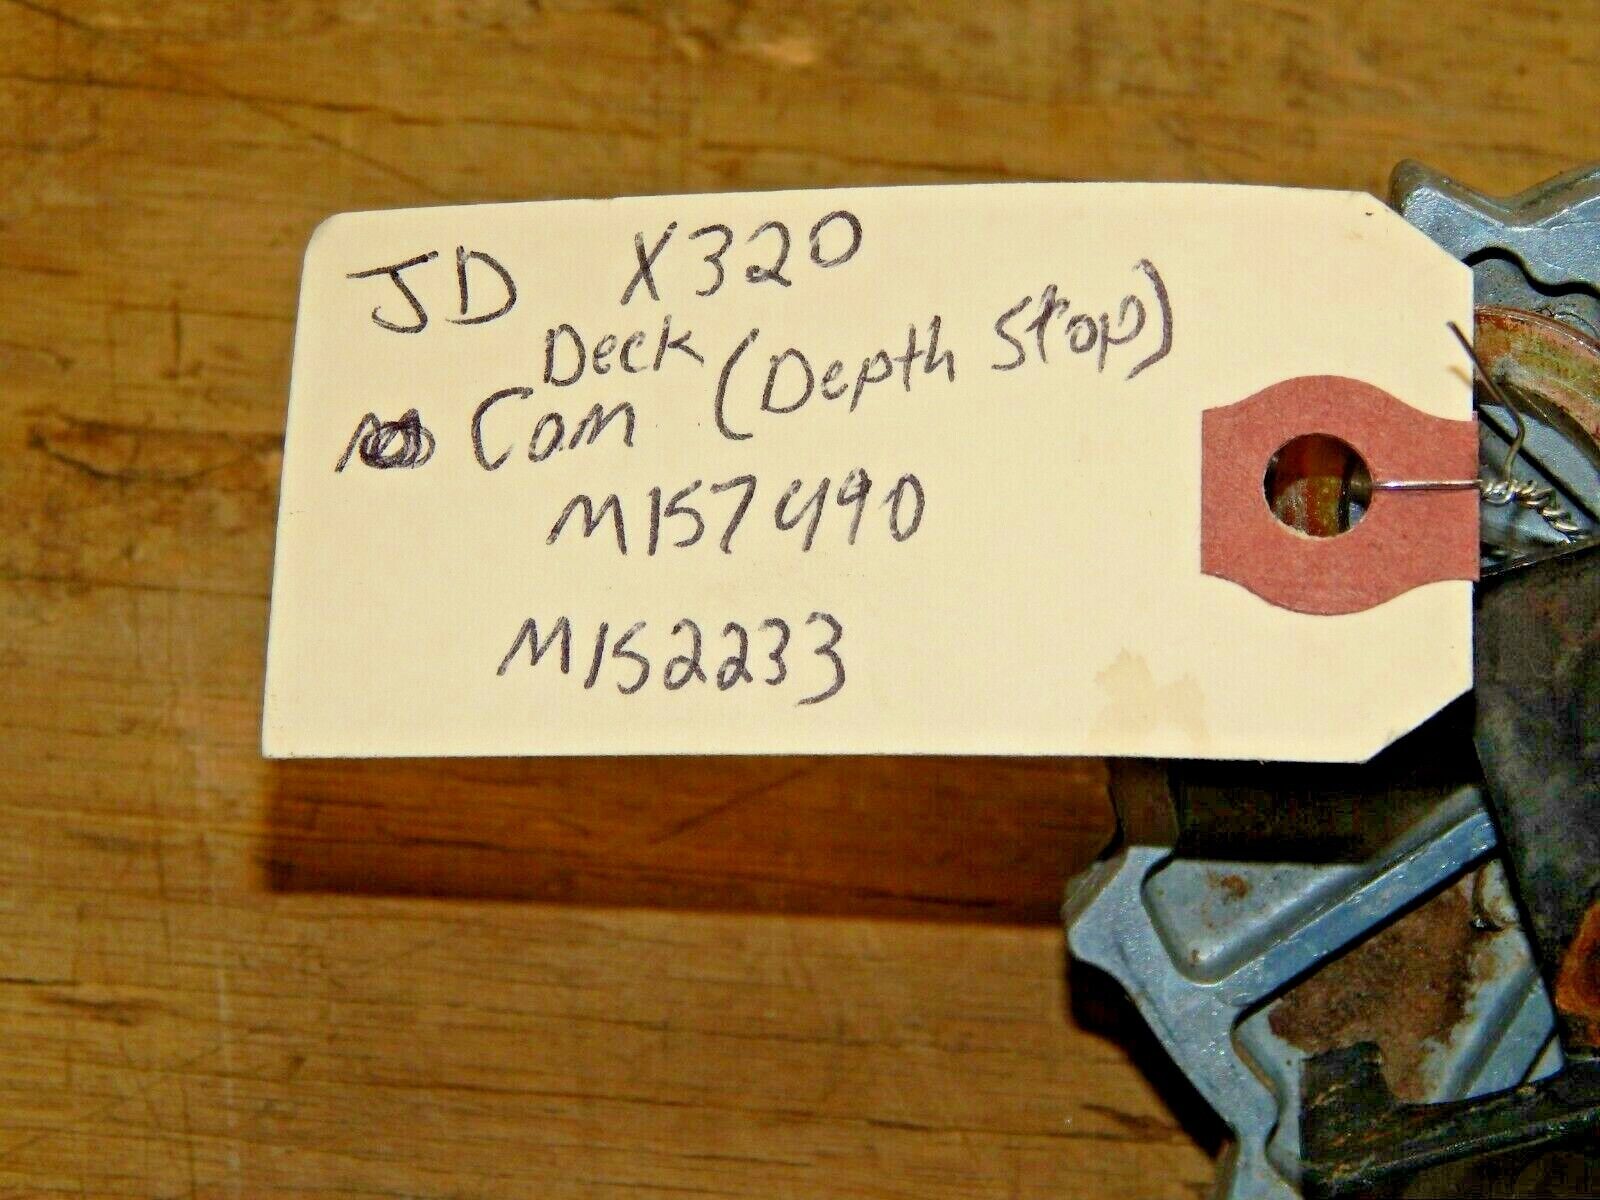 JD X320
Deck (Depth Stop)
Cam
M157490
M152233